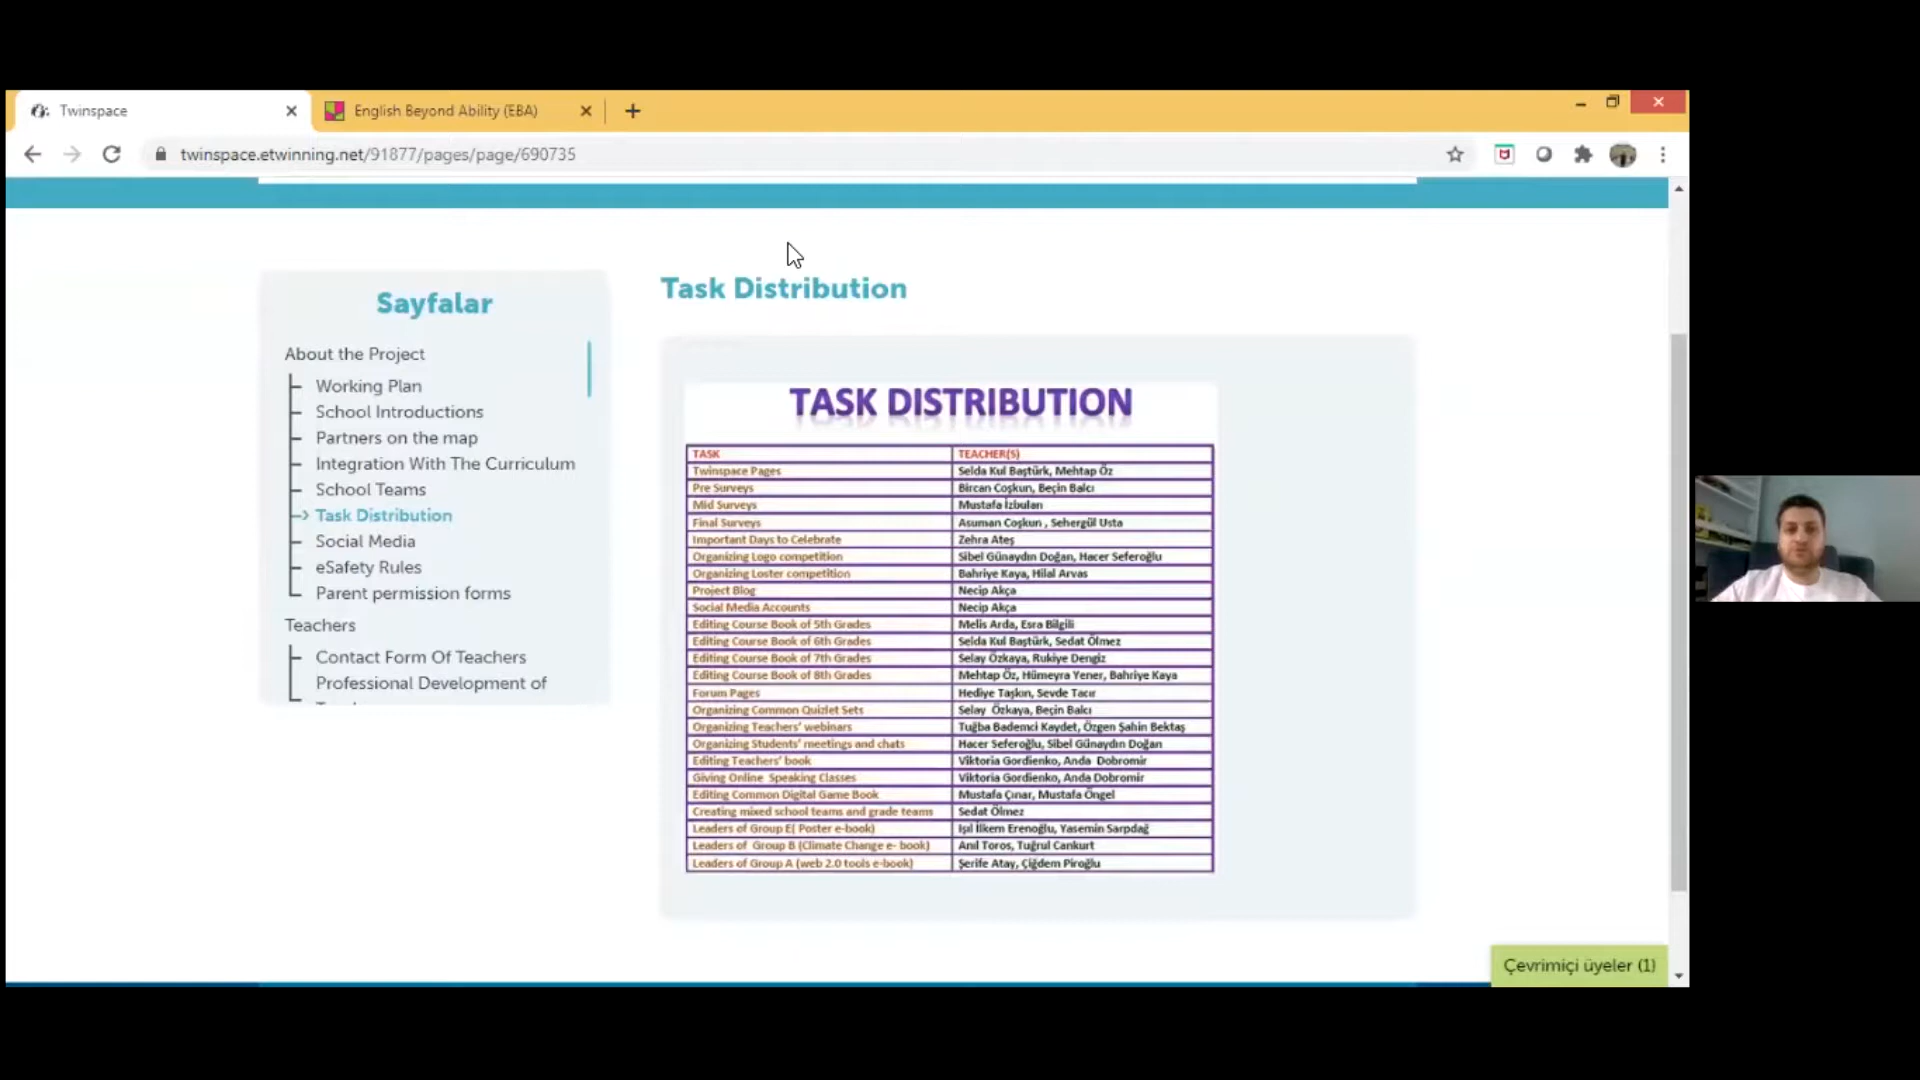 Twinspace
English Beyond Ability (EBA)
twinspace.etwinning.net/91877/pages/page/690735
Sayfalar
About the Project
Working Plan
School Introductions
Partners on the map
Integration With The Curriculum
School Teams
Task Distribution
Social Media
eSafety Rules
Parent permission forms
Teachers
Contact Form Of Teachers
Professional Development of
Task Distribution
TASK DISTRIBUTION
TASK TEACHER(S)
Twinspace Pages Selda Kul Baştürk, Mehtap Öz
Pre Surveys Bircan Coşkun, Beçin Balcı
Mid Surveys Mustafa İzbulan
Final Surveys Asuman Coşkun , Sehergül Usta
Important Days to Celebrate Zehra Ateş
Organizing Logo competition Sibel Günaydın Doğan, Hacer Seferoğlu
Organizing Loster competition Bahriye Kaya, Hilal Arvas
Project Blog Necip Akça
Social Media Accounts Necip Akça
Editing Course Book of 5th Grades Melis Arda, Esra Bilgili
Editing Course Book of 6th Grades Selda Kul Baştürk, Sedat Ölmez
Editing Course Book of 7th Grades Selay Özkaya, Rukiye Dengiz
Editing Course Book of 8th Grades Mehtap Öz, Hümeyra Yener, Bahriye Kaya
Forum Pages Hediye Taşkın, Sevde Tacır
Organizing Common Quizlet Sets Selay Özkaya, Beçin Balcı
Organizing Teachers' webinars Tuğba Bademci Kaydet, Özgen Şahin Bektaş
Organizing Students' meetings and chats Hacer Seferoğlu, Sibel Günaydın Doğan
Editing Teachers' book Viktoria Gordienko, Anda Dobromir
Giving Online Speaking Classes Viktoria Gordienko, Anda Dobromir
Editing Common Digital Game Book Mustafa Çınar, Mustafa Öngel
Creating mixed school teams and grade teams Sedat Ölmez
Leaders of Group E( Poster e-book) Işıl İlkem Erenoğlu, Yasemin Sarpdağ
Leaders of Group B (Climate Change e- book) Anıl Toros, Tuğrul Cankurt
Leaders of Group A (web 2.0 tools e-book) Şerife Atay, Çiğdem Piroğlu
Çevrimiçi üyeler (1)